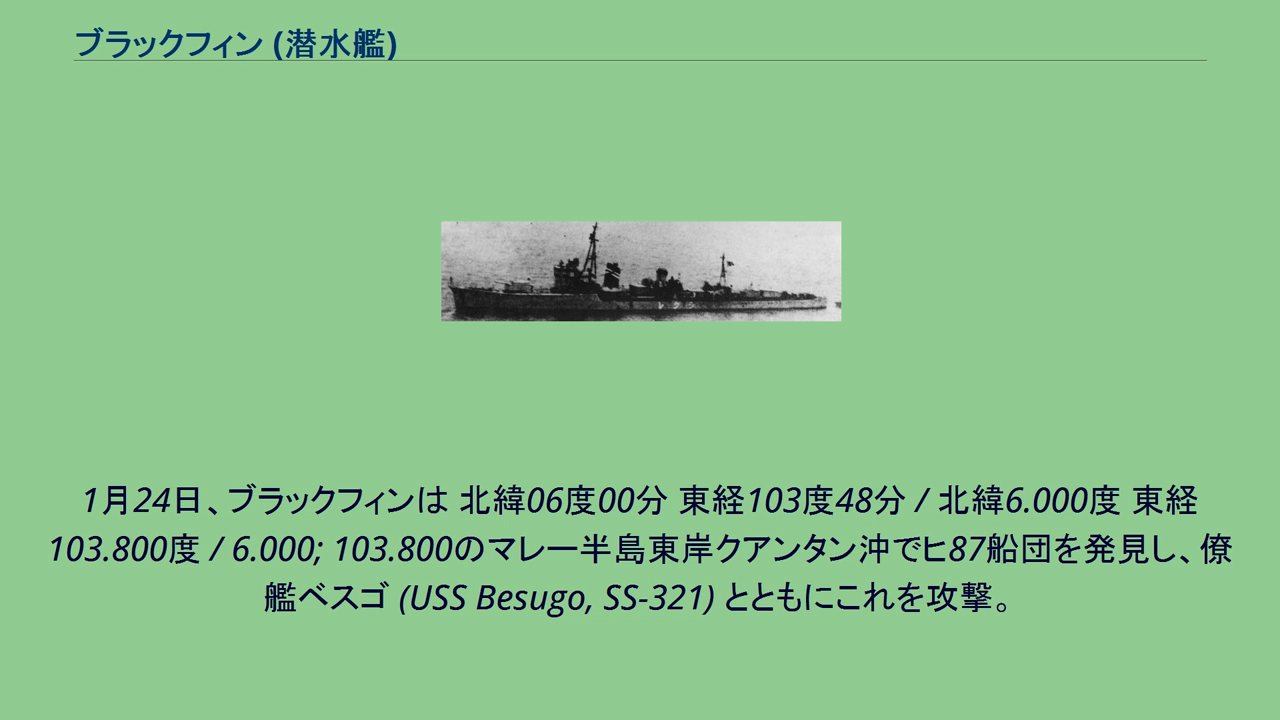 ブラックフィン (潜水艦)
1月24日、ブラックフィンは 北緯06度00分 東経103度48分 / 北緯6.000度 東経
103.800度 / 6.000; 103.800のマレー半島東岸クアンタン沖でヒ87船団を発見し、僚
艦ベスゴ (USS Besugo, SS-321) とともにこれを攻撃。